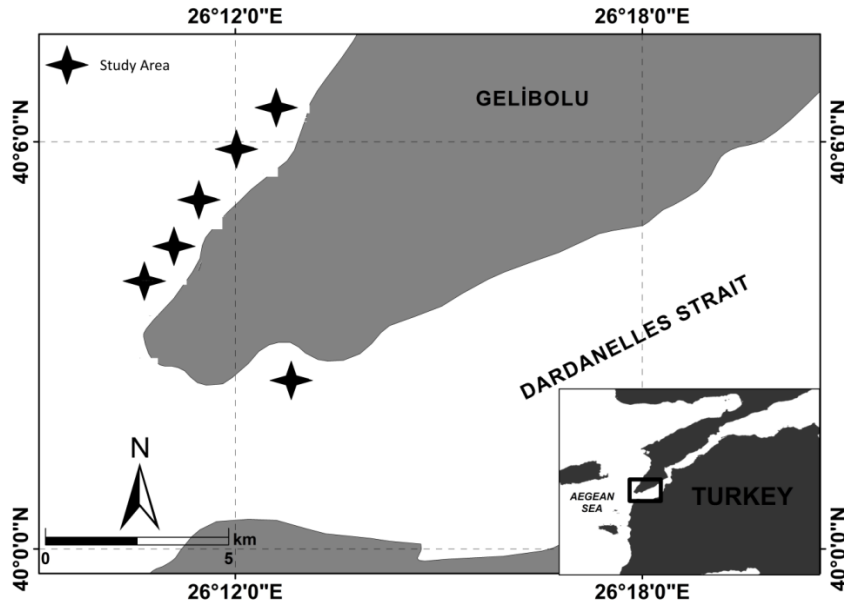 26°12'0"E
26°18'0"E
Study Area
GELİBOLU
40°6'0"N
40°6'0"N
DARDANELLES STRAIT
N
AEGEAN
SEA
TURKEY
km
0
5
40°0'0"N
40°0'0"N
26°12'0"E
26°18'0"E